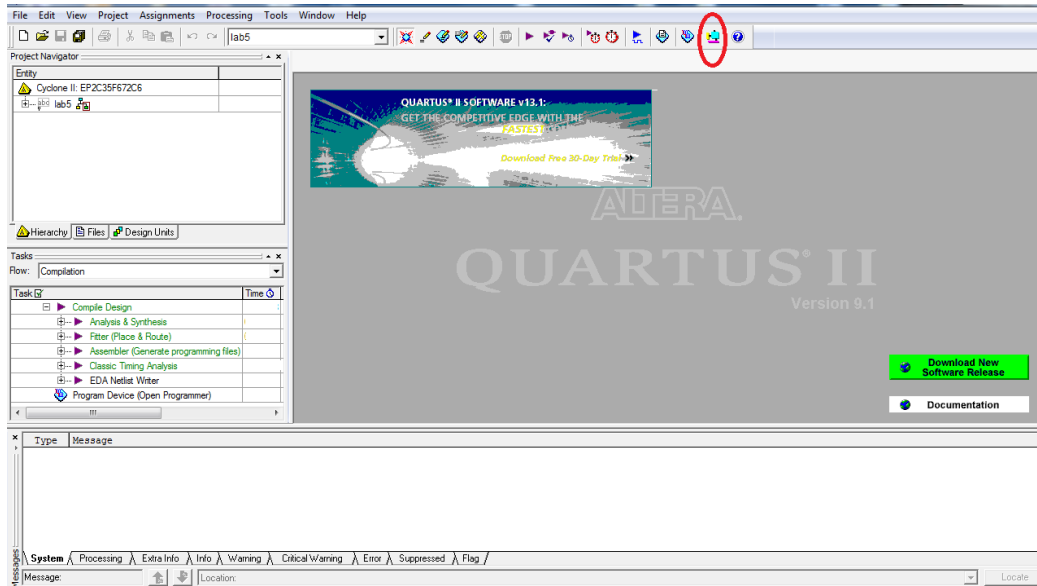 File Edit View Project Assignments Processing Tools Window Help
lab5
STOP
Project Navigator
Entity
Cyclone II: EP2C35F672C6
abd lab5
Hierarchy Files Design Units
QUARTUS® II SOFTWARE v13.1:
GET THE COMPETITIVE EDGE WITH THE
FASTEST
Download Free 30-Day Trial
ALTERA.
QUARTUS® II
Version 9.1
Download New
Software Release
Documentation
Tasks
Flow: Compilation
Task Time
Compile Design
Analysis & Synthesis
Fitter (Place & Route)
Assembler (Generate programming files)
Classic Timing Analysis
EDA Netlist Writer
Program Device (Open Programmer)
Type Message
System Processing Extra Info Info Warning Critical Warning Error Suppressed Flag
Messages
Message: Location: Locate